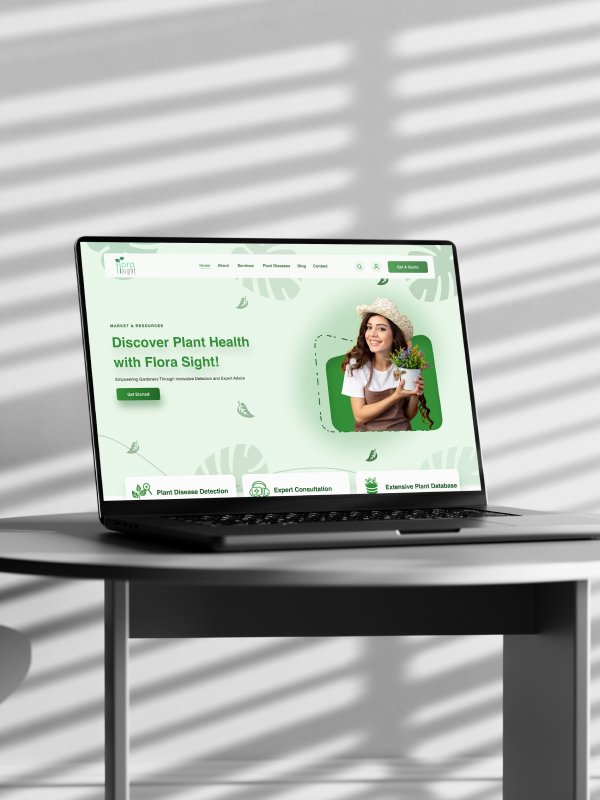 flora
sight
Home About Services Plant Diseases Blog Contact
Get A Quote
MARKET & RESOURCES
Discover Plant Health
with Flora Sight!
Empowering Gardeners Through Innovative Detection and Expert Advice
Get Started
Plant Disease Detection
Expert Consultation
Extensive Plant Database